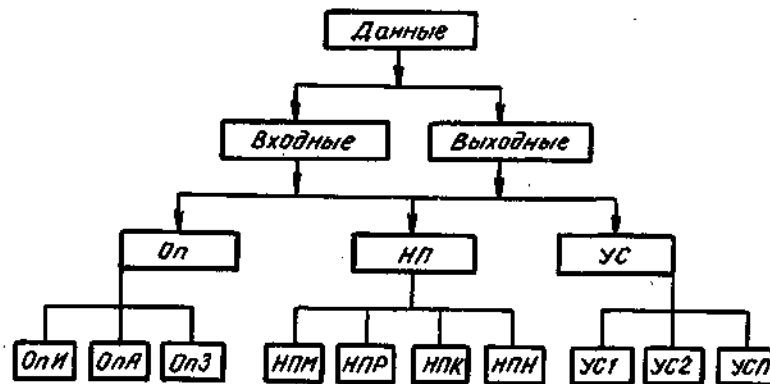 Данные
Входные Выходные
Оп НП УС
ОпИ ОпА ОпЗ НПМ НПР НПК НПН УС1 УС2 УСП